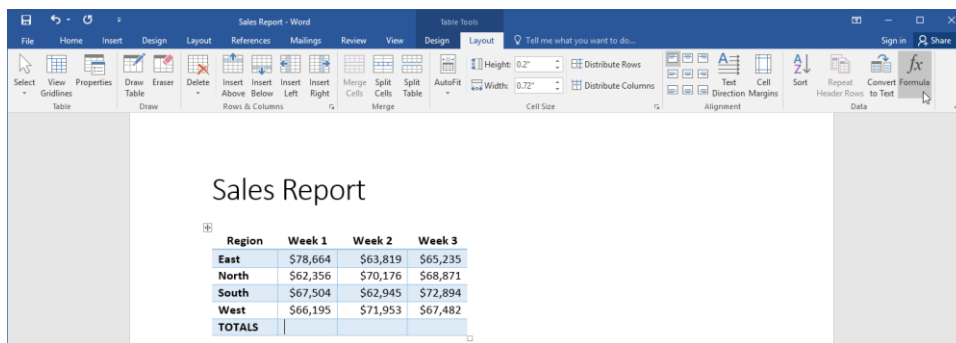 Sales Report - Word
Table Tools
File Home Insert Design Layout References Mailings Review View Design Layout Tell me what you want to do... Sign in Share
Select View Gridlines Properties Draw Table Eraser Delete Insert Above Insert Below Insert Left Insert Right Merge Cells Split Cells Split Table AutoFit Height: 0.2" Distribute Rows Text Direction Cell Margins Sort Repeat Header Rows Convert to Text fx Formula
Width: 0.72" Distribute Columns
Table Draw Rows & Columns Merge Cell Size Alignment Data
Sales Report
Region Week 1 Week 2 Week 3
East $78,664 $63,819 $65,235
North $62,356 $70,176 $68,871
South $67,504 $62,945 $72,894
West $66,195 $71,953 $67,482
TOTALS